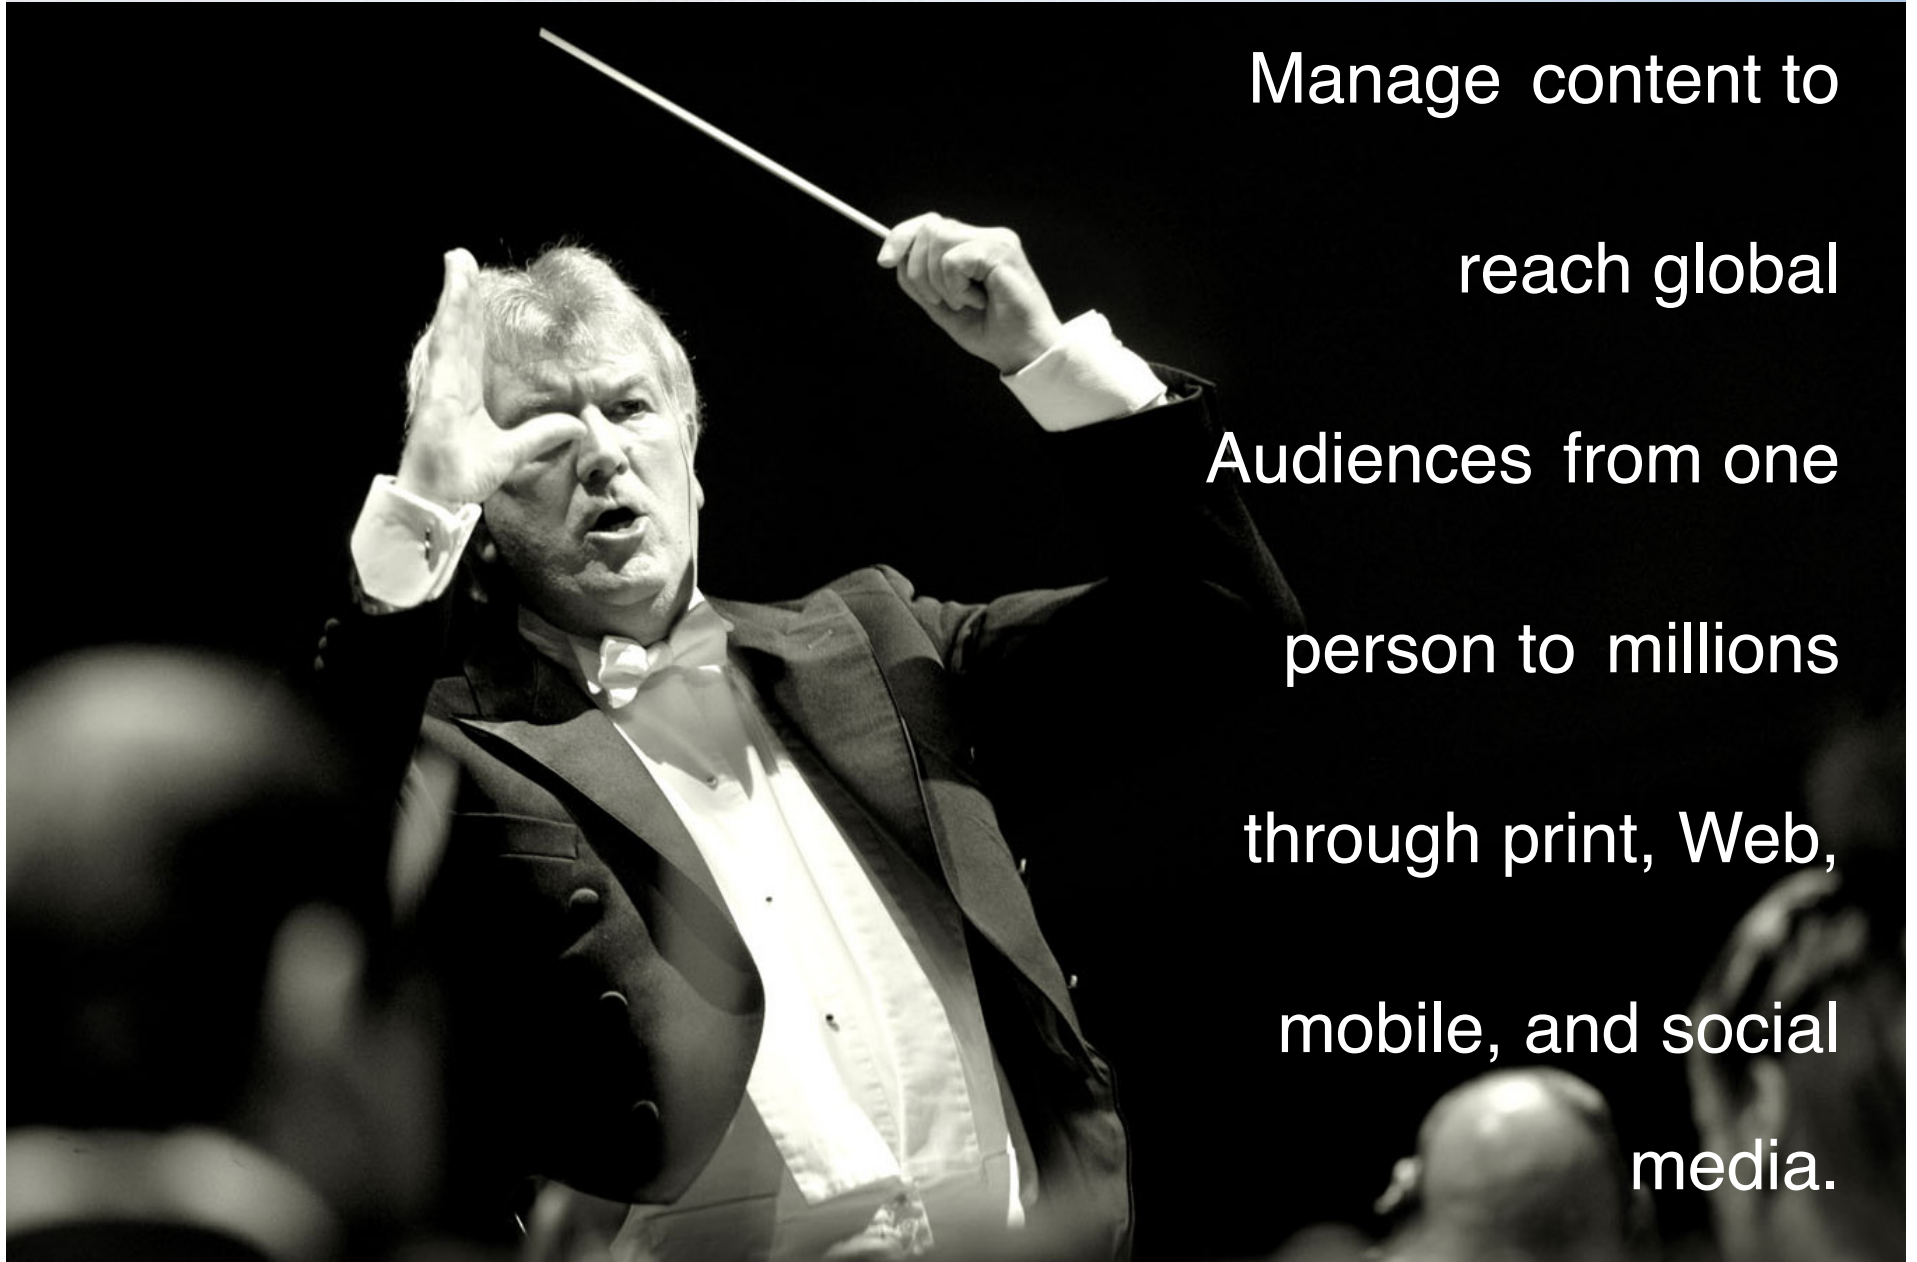 Manage content to
reach global
Audiences from one
person to millions
through print, Web,
mobile, and social
media.